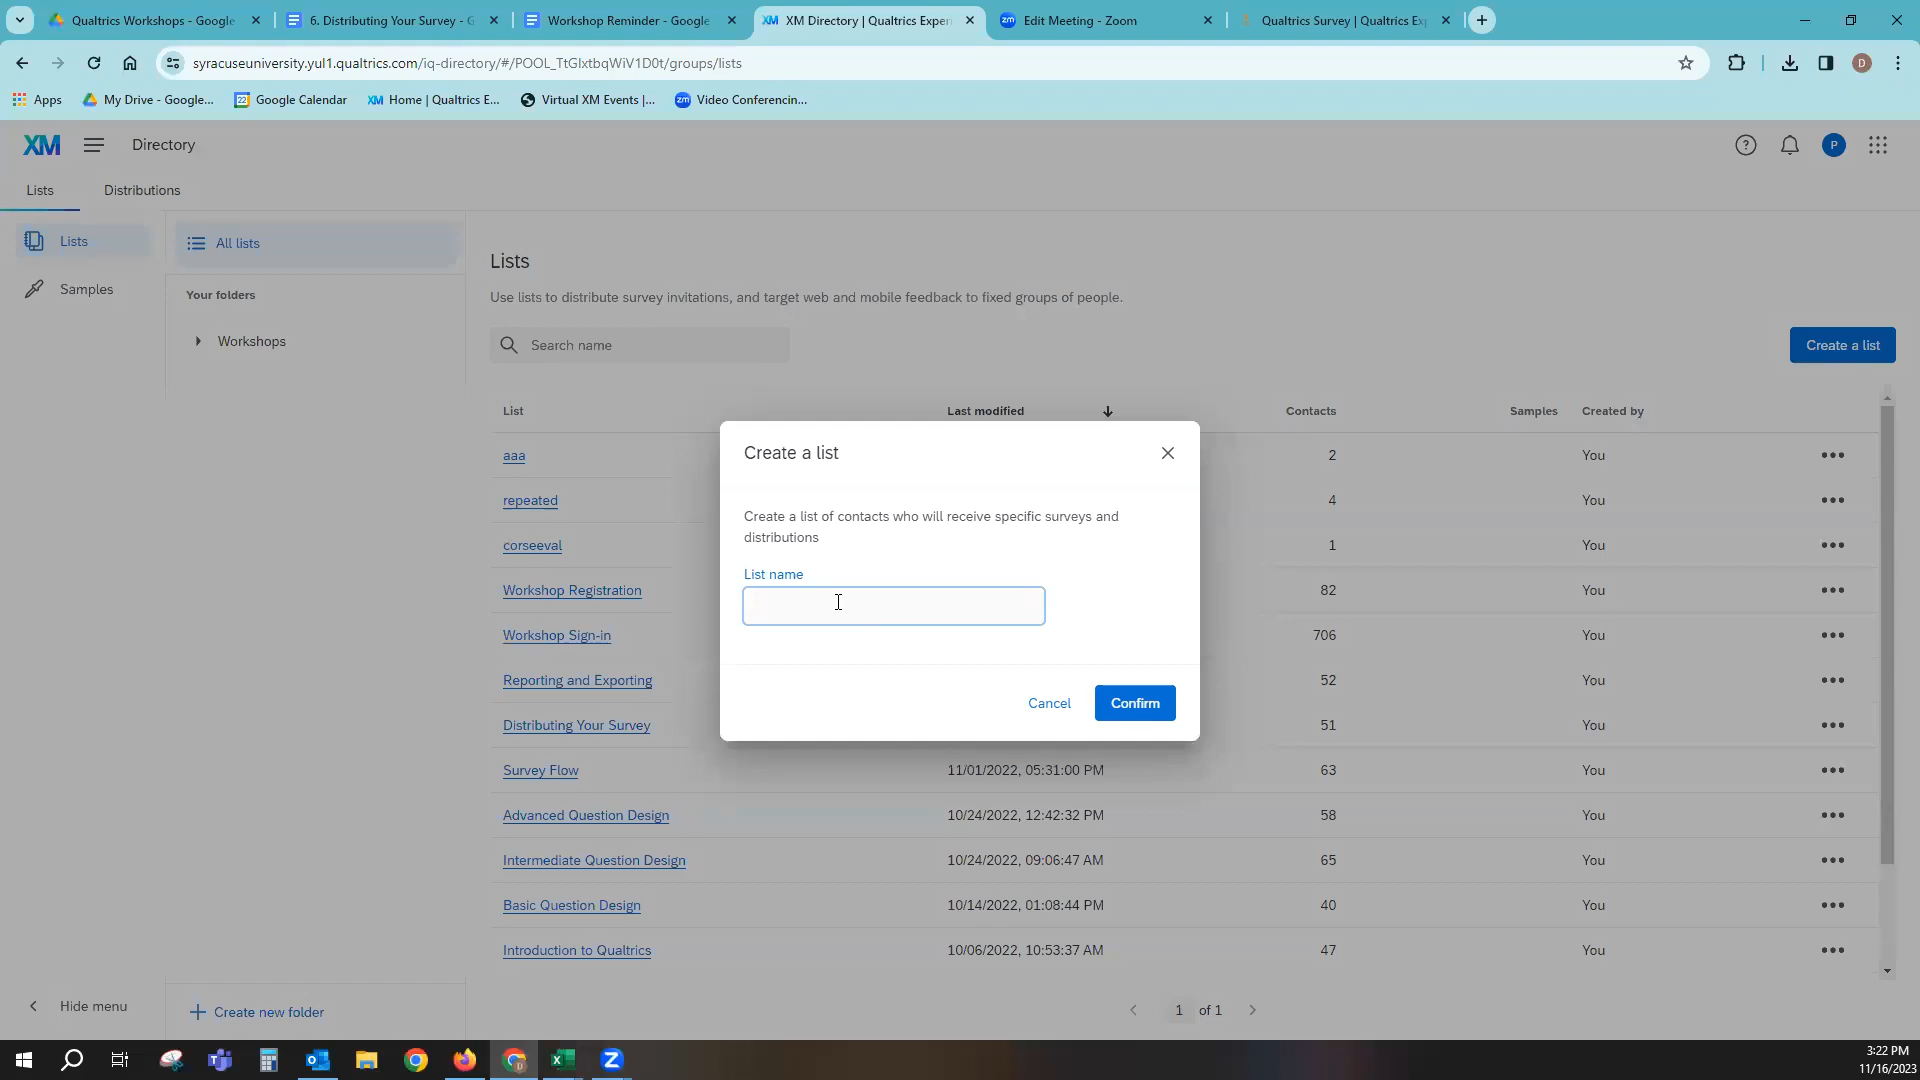 Qualtrics Workshops - Google
6. Distributing Your Survey - G
Workshop Reminder - Google
XM Directory | Qualtrics Experien
Edit Meeting - Zoom
Qualtrics Survey | Qualtrics Exp
syracuseuniversity.yul1.qualtrics.com/iq-directory/#/POOL_TtGIxtbqWiV1D0t/groups/lists
D
Apps
My Drive - Google...
Google Calendar
XM Home | Qualtrics E...
Virtual XM Events |...
zm Video Conferencin...
XM
Directory
?
P
Lists
Distributions
Lists
Samples
All lists
Your folders
Workshops
Lists
Use lists to distribute survey invitations, and target web and mobile feedback to fixed groups of people.
Search name
Create a list
List Last modified Contacts Samples Created by
aaa 2 You
repeated 4 You
corseeval 1 You
Workshop Registration 82 You
Workshop Sign-in 706 You
Reporting and Exporting 52 You
Distributing Your Survey 51 You
Survey Flow 11/01/2022, 05:31:00 PM 63 You
Advanced Question Design 10/24/2022, 12:42:32 PM 58 You
Intermediate Question Design 10/24/2022, 09:06:47 AM 65 You
Basic Question Design 10/14/2022, 01:08:44 PM 40 You
Introduction to Qualtrics 10/06/2022, 10:53:37 AM 47 You
Create a list
Create a list of contacts who will receive specific surveys and
distributions
List name
Cancel
Confirm
Hide menu
Create new folder
1 of 1
3:22 PM
11/16/2023